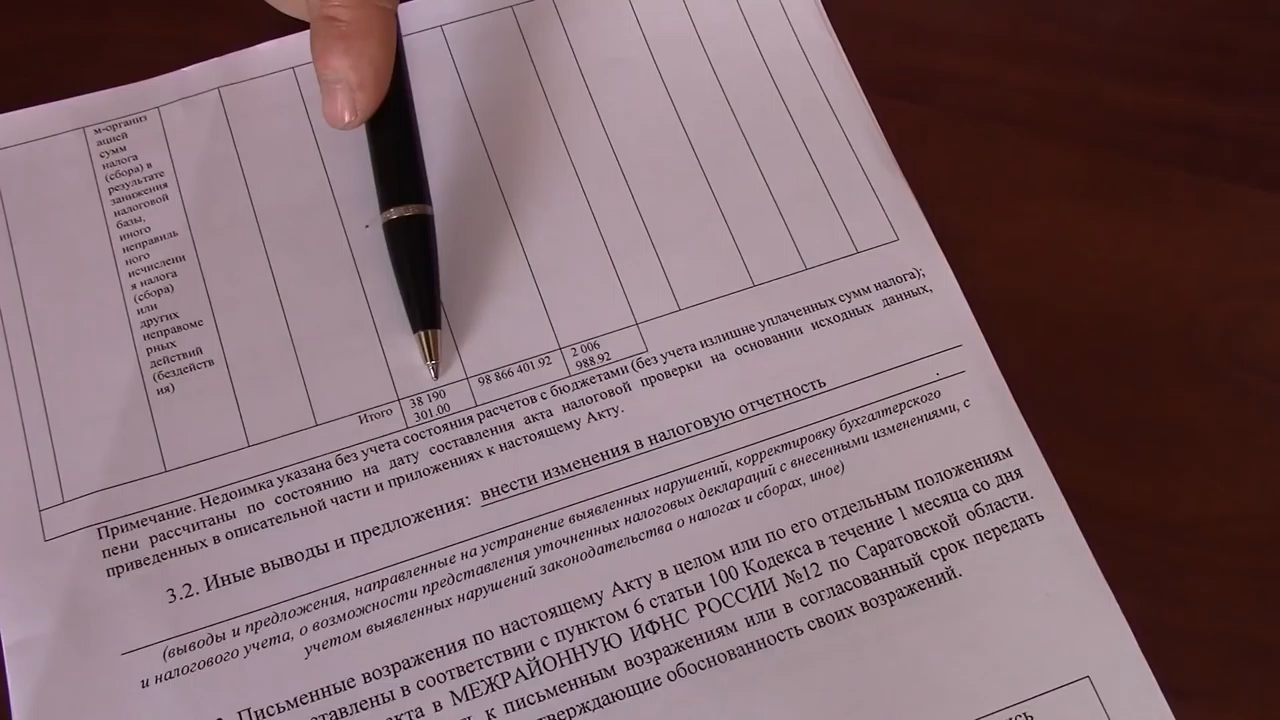 м-организ
ацией
сумм
налога
(сбора) в
результате
занижения
налоговой
базы,
иного
неправиль
ного
исчислени
я налога
(сбора)
или
других
неправоме
рных
действий
(бездейств
ия)
Итого
38 190
301.00
98 866 401.92
2 006
988.92
Примечание. Недоимка указана без учета состояния расчетов с бюджетами (без учета излишне уплаченных сумм налога);
пени рассчитаны по состоянию на дату составления акта налоговой проверки на основании исходных данных,
приведенных в описательной части и приложениях к настоящему Акту.
3.2. Иные выводы и предложения: внести изменения в налоговую отчетность
.
(выводы и предложения, направленные на устранение выявленных нарушений, корректировку бухгалтерского
и налогового учета, о возможности представления уточненных налоговых деклараций с внесенными изменениями, с
учетом выявленных нарушений законодательства о налогах и сборах, иное)
Письменные возражения по настоящему Акту в целом или по его отдельным положениям
ставлены в соответствии с пунктом 6 статьи 100 Кодекса в течение 1 месяца со дня
кта в МЕЖРАЙОННУЮ ИФНС РОССИИ №12 по Саратовской области.
к письменным возражениям или в согласованный срок передать
тверждающие обоснованность своих возражений.